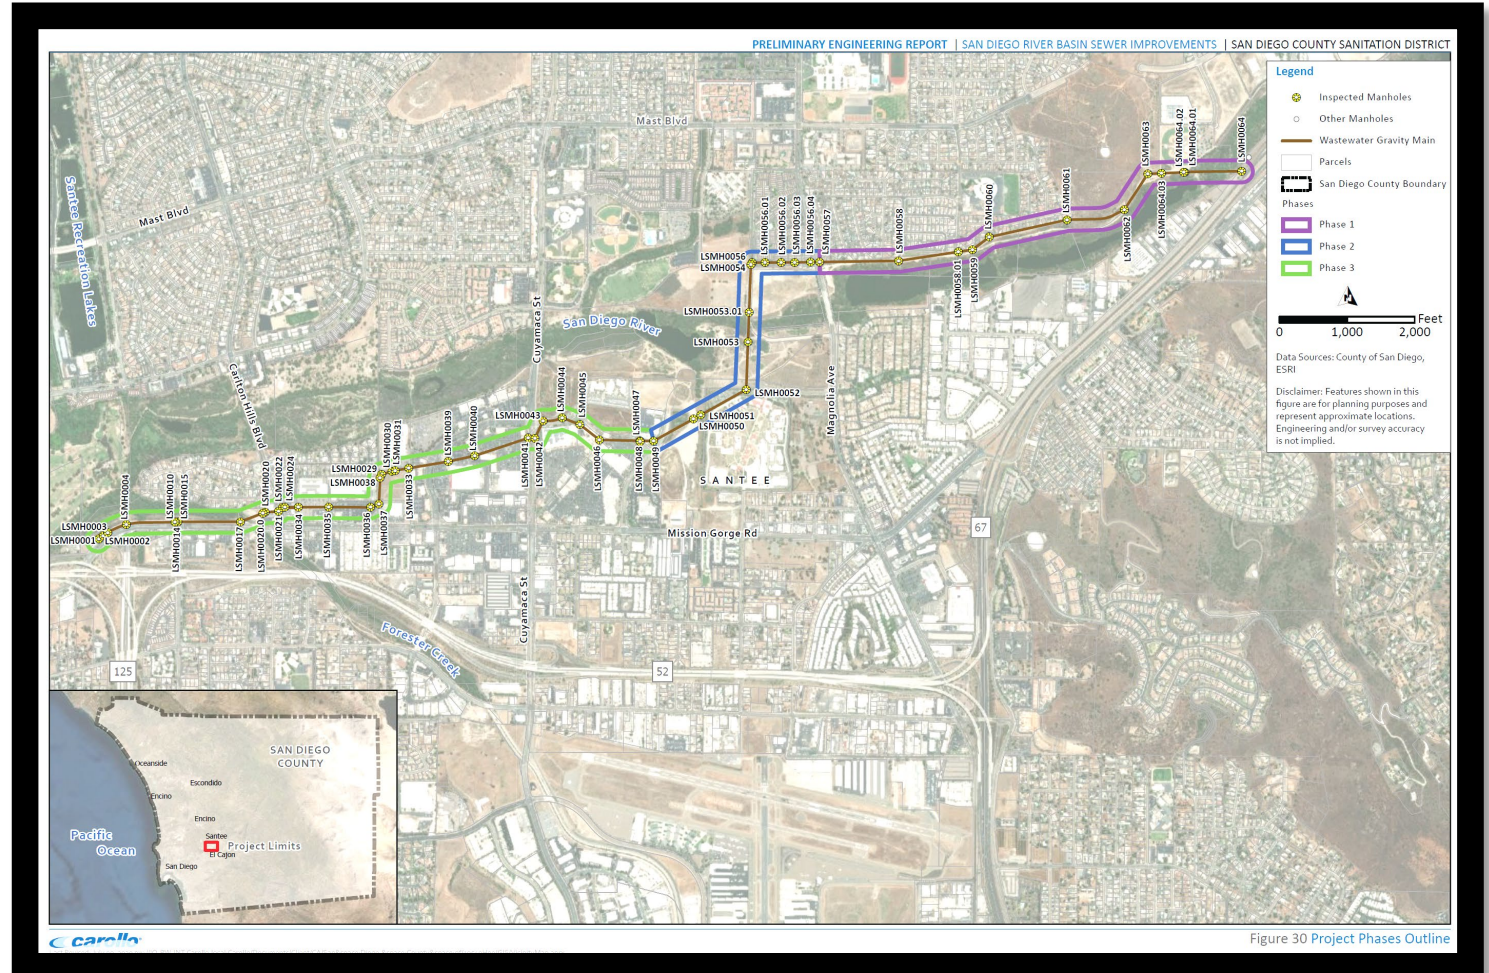 PRELIMINARY ENGINEERING REPORT | SAN DIEGO RIVER BASIN SEWER IMPROVEMENTS | SAN DIEGO COUNTY SANITATION DISTRICT
Legend
Inspected Manholes
Other Manholes
Wastewater Gravity Main
Parcels
San Diego County Boundary
Phases
Phase 1
Phase 2
Phase 3
Feet
0 1,000 2,000
Data Sources: County of San Diego,
ESRI
Disclaimer: Features shown in this
figure are for planning purposes and
represent approximate locations.
Engineering and/or survey accuracy
is not implied.
Mast Blvd
Mast Blvd
Santee Recreation Lakes
Carlton Hills Blvd
Cuyamaca St
San Diego River
Magnolia Ave
SANTEE
Mission Gorge Rd
Cuyamaca St
Forester Creek
67
125
52
LSMH0063
LSMH0064.02
LSMH0064.01
LSMH0064
LSMH0064.03
LSMH0062
LSMH0061
LSMH0060
LSMH0059
LSMH0058.01
LSMH0058
LSMH0057
LSMH0056.04
LSMH0056.03
LSMH0056.02
LSMH0056.01
LSMH0056
LSMH0054
LSMH0053.01
LSMH0053
LSMH0052
LSMH0051
LSMH0050
LSMH0049
LSMH0048
LSMH0047
LSMH0046
LSMH0045
LSMH0044
LSMH0043
LSMH0042
LSMH0041
LSMH0040
LSMH0039
LSMH0033
LSMH0031
LSMH0030
LSMH0029
LSMH0038
LSMH0037
LSMH0036
LSMH0035
LSMH0034
LSMH0024
LSMH0022
LSMH0021
LSMH0020
LSMH0020.0
LSMH0017
LSMH0015
LSMH0010
LSMH0014
LSMH0004
LSMH0003
LSMH0001
LSMH0002
SAN DIEGO
COUNTY
Oceanside
Escondido
Encino
Encino
Santee
Project Limits
El Cajon
San Diego
Pacific
Ocean
carollo
Figure 30 Project Phases Outline